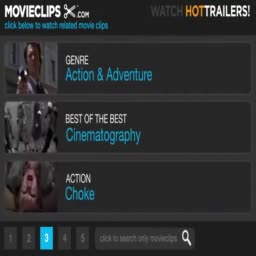 MOVIECLIPS .COM WATCH HOTTRAILERS!
click below to watch related movie clips
GENRE
Action & Adventure
BEST OF THE BEST
Cinematography
ACTION
Choke
1 2 3 4 5 click to search only movieclips